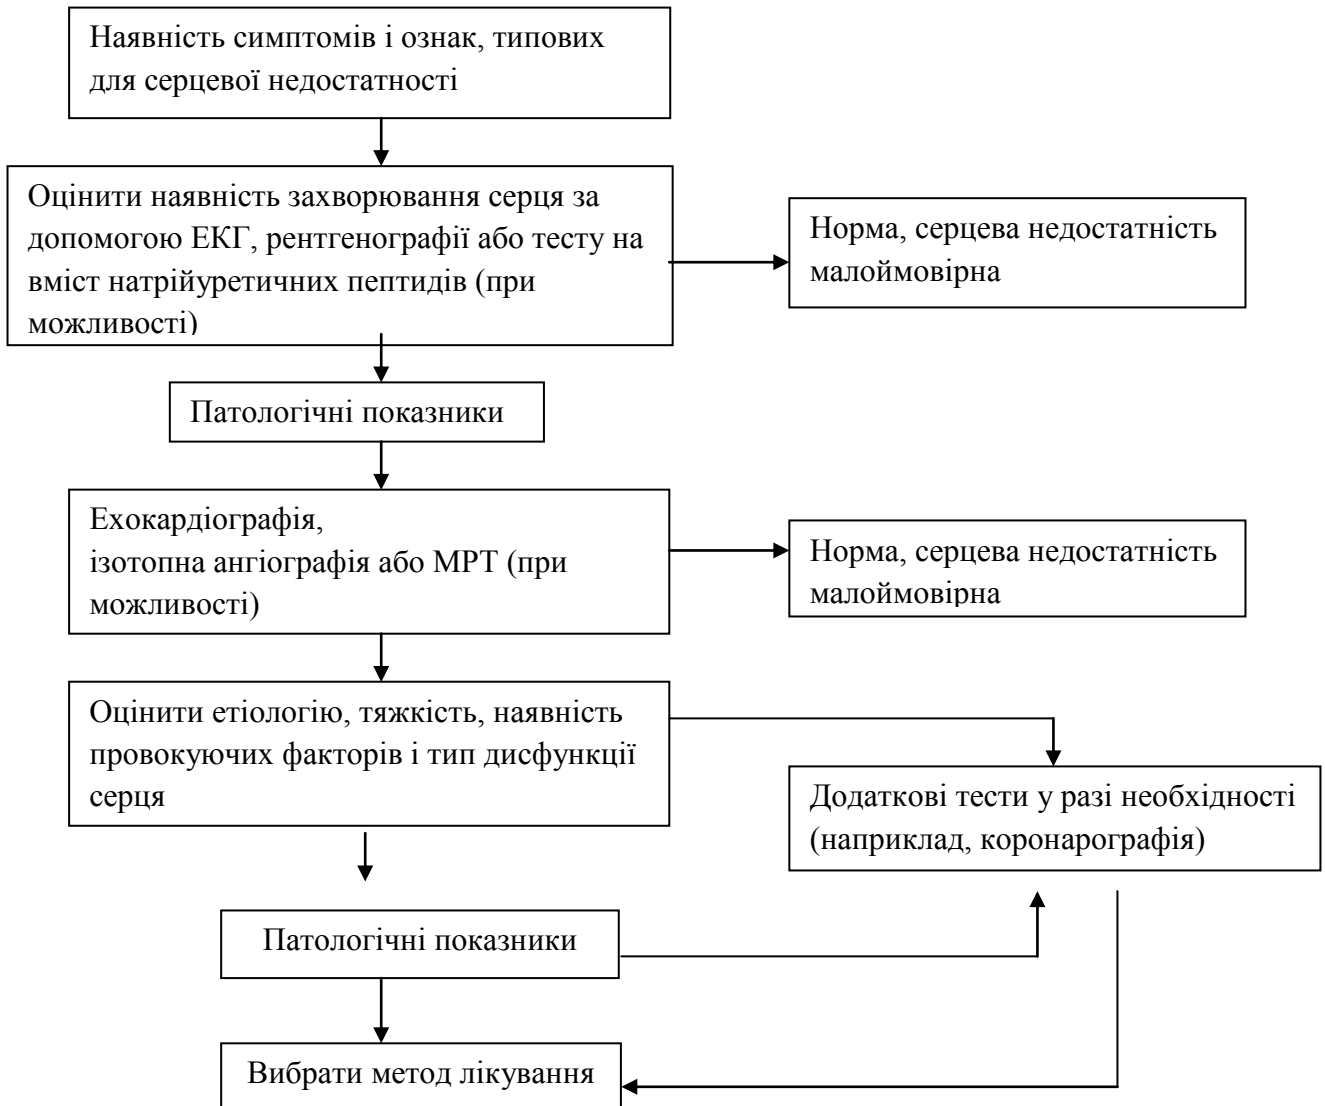 Наявність симптомів і ознак, типових
для серцевої недостатності
Оцінити наявність захворювання серця за
допомогою ЕКГ, рентгенографії або тесту на
вміст натрійуретичних пептидів (при
можливості)
Норма, серцева недостатність
малоймовірна
Патологічні показники
Ехокардіографія,
ізотопна ангіографія або МРТ (при
можливості)
Норма, серцева недостатність
малоймовірна
Оцінити етіологію, тяжкість, наявність
провокуючих факторів і тип дисфункції
серця
Додаткові тести у разі необхідності
(наприклад, коронарографія)
Патологічні показники
Вибрати метод лікування